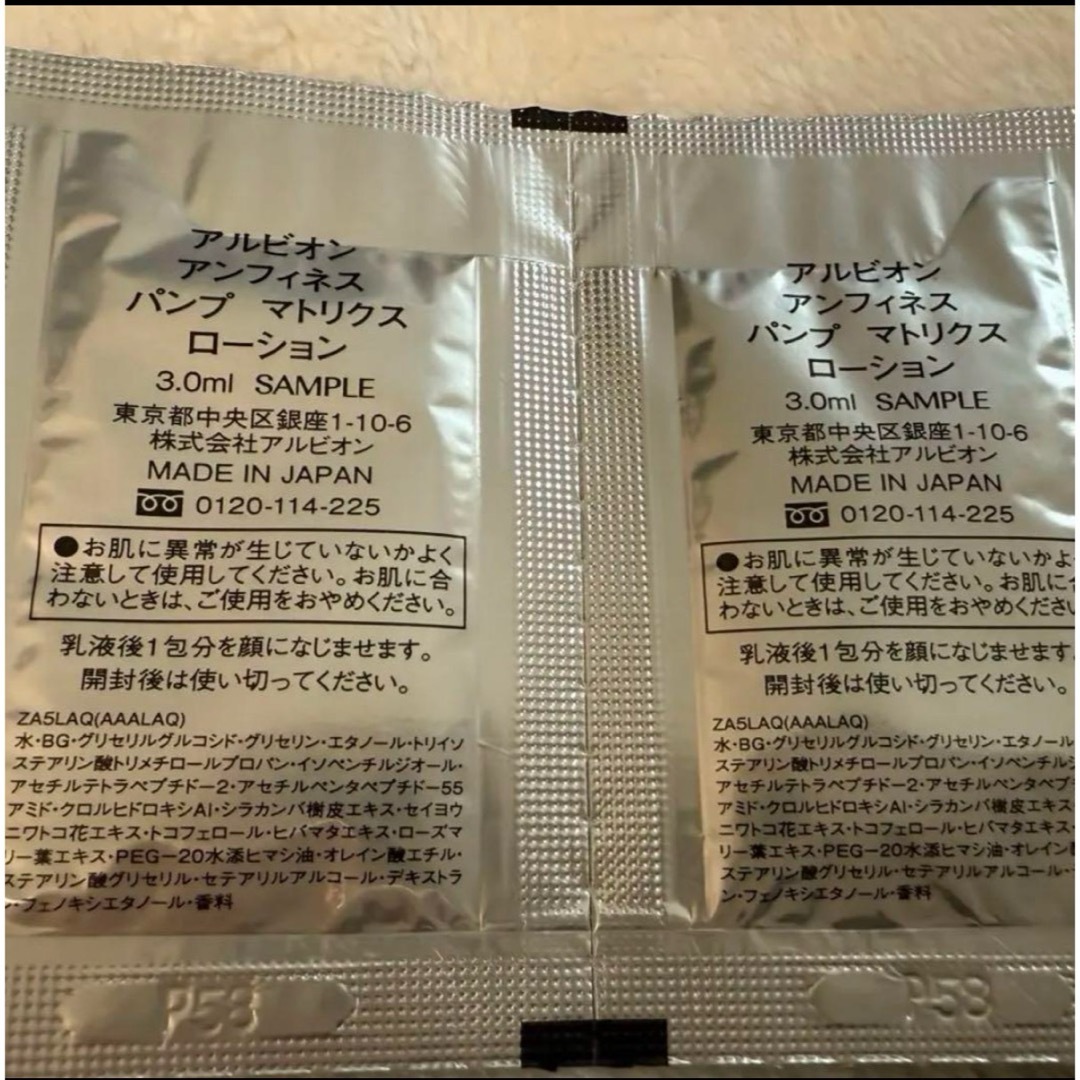 アルビオン
アンフィネス
パンプ マトリクス
ローション
3.0ml SAMPLE
東京都中央区銀座1-10-6
株式会社アルビオン
MADE IN JAPAN
0120-114-225
●お肌に異常が生じていないかよく
注意して使用してください。お肌に合
わないときは、ご使用をおやめください。
乳液後1包分を顔になじませます。
開封後は使い切ってください。
ZA5LAQ(AAALAQ)
水・BG・グリセリルグルコシド・グリセリン・エタノール・トリイソ
ステアリン酸トリメチロールプロパン・イソペンチルジオール・
アセチルテトラペプチドー2・アセチルペンタペプチドー55
アミド・クロルヒドロキシAl・シラカンバ樹皮エキス・セイヨウ
ニワトコ花エキス・トコフェロール・ヒバマタエキス・ローズマ
リー葉エキス・PEGー20水添ヒマシ油・オレイン酸エチル・
ステアリン酸グリセリル・セテアリルアルコール・デキストラ
ン・フェノキシエタノール・香料
P-58
アルビオン
アンフィネス
パンプ マトリクス
ローション
3.0ml SAMPLE
東京都中央区銀座1-10-6
株式会社アルビオン
MADE IN JAPAN
0120-114-225
●お肌に異常が生じていないかよ
注意して使用してください。お肌に
わないときは、ご使用をおやめくださ
乳液後1包分を顔になじませます
開封後は使い切ってください。
ZA5LAQ(AAALAQ)
水・BG・グリセリルグルコシド・グリセリン・エタノール・
ステアリン酸トリメチロールプロパン・イソペンチル
アセチルテトラペプチドー2・アセチルペンタペプチ
アミド・クロルヒドロキシAl・シラカンバ樹皮エキス・
ニワトコ花エキス・トコフェロール・ヒバマタエキス・
リー葉エキス・PEGー20水添ヒマシ油・オレイン酸
ステアリン酸グリセリル・セテアリルアルコール・
ン・フェノキシエタノール・香料
P-58